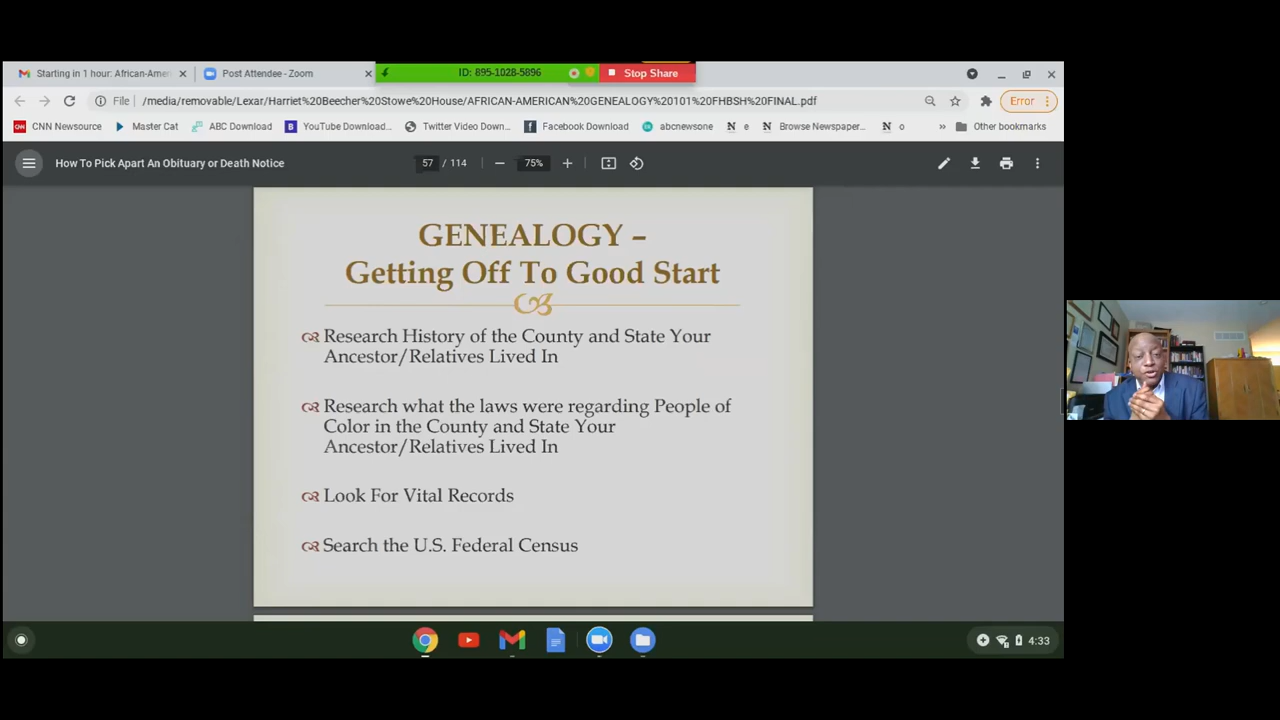 Starting in 1 hour: African-Amer
Post Attendee - Zoom
ID: 895-1028-5896
Stop Share
File
/media/removable/Lexar/Harriet%20Beecher%20Stowe%20House/AFRICAN-AMERICAN%20GENEALOGY%20101%20FHBSH%20FINAL.pdf
Error
CNN Newsource
Master Cat
ABC Download
YouTube Download...
Twitter Video Down...
Facebook Download
abcnewsone
e
Browse Newspaper...
o
»
Other bookmarks
How To Pick Apart An Obituary or Death Notice
57 / 114
75%
GENEALOGY –
Getting Off To Good Start
Research History of the County and State Your
Ancestor/Relatives Lived In
Research what the laws were regarding People of
Color in the County and State Your
Ancestor/Relatives Lived In
Look For Vital Records
Search the U.S. Federal Census
4:33